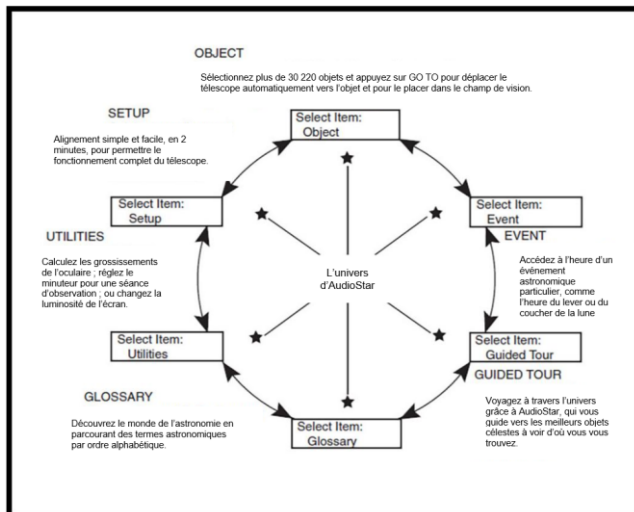 OBJECT
Sélectionnez plus de 30 220 objets et appuyez sur GO TO pour déplacer le
télescope automatiquement vers l'objet et pour le placer dans le champ de vision.
SETUP
Alignement simple et facile, en 2
minutes, pour permettre le
fonctionnement complet du télescope.
Select Item:
Object
Select Item:
Setup
Select Item:
Event
UTILITIES
Calculez les grossissements
de l'oculaire ; réglez le
minuteur pour une séance
d'observation ; ou changez la
luminosité de l'écran.
L'univers
d'AudioStar
EVENT
Accédez à l'heure d'un
événement
astronomique
particulier, comme
l'heure du lever ou du
coucher de la lune
Select Item:
Utilities
Select Item:
Guided Tour
GLOSSARY
Découvrez le monde de l'astronomie en
parcourant des termes astronomiques
par ordre alphabétique.
Select Item:
Glossary
GUIDED TOUR
Voyagez à travers l'univers
grâce à AudioStar, qui vous
guide vers les meilleurs objets
célestes à voir d'où vous vous
trouvez.